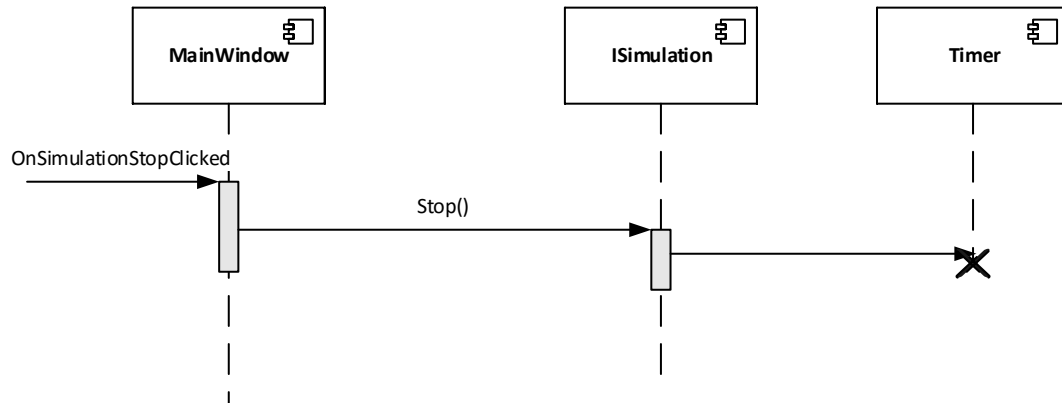 MainWindow
ISimulation
Timer
OnSimulationStopClicked
Stop()